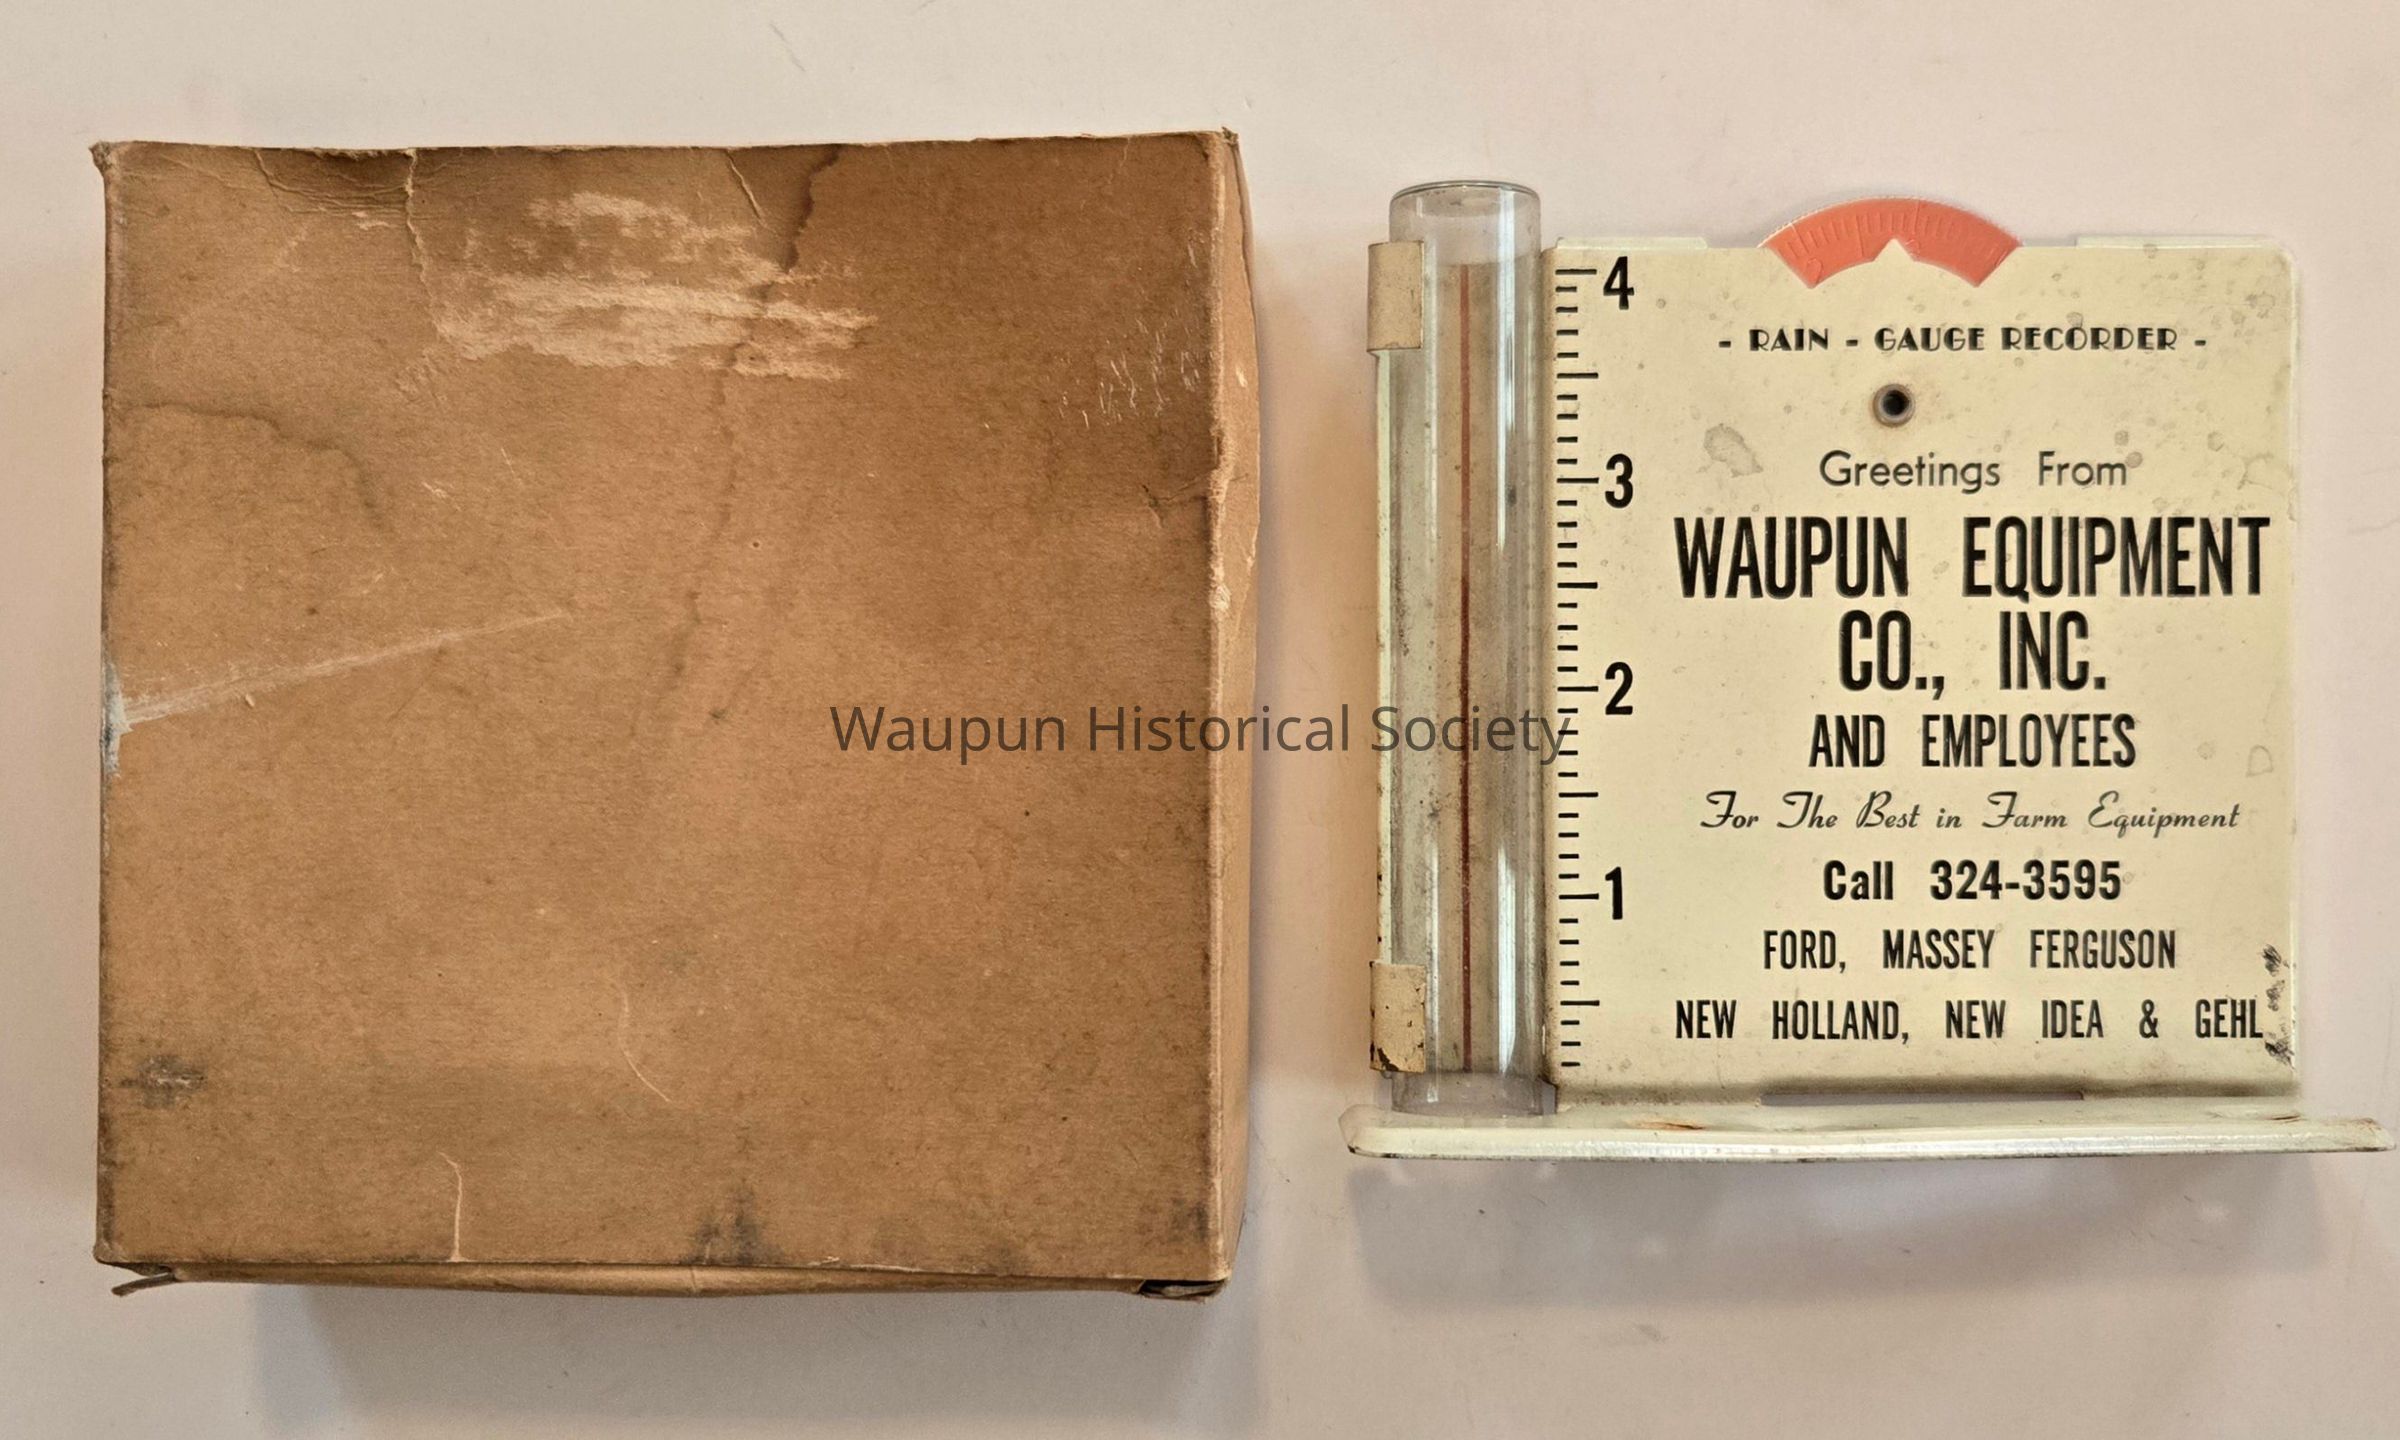 - RAIN - GAUGE RECORDER -
Greetings From
WAUPUN EQUIPMENT
CO., INC.
AND EMPLOYEES
For The Best in Farm Equipment
Call 324-3595
FORD, MASSEY FERGUSON
NEW HOLLAND, NEW IDEA & GEHL
4
3
2
1
Waupun Historical Society